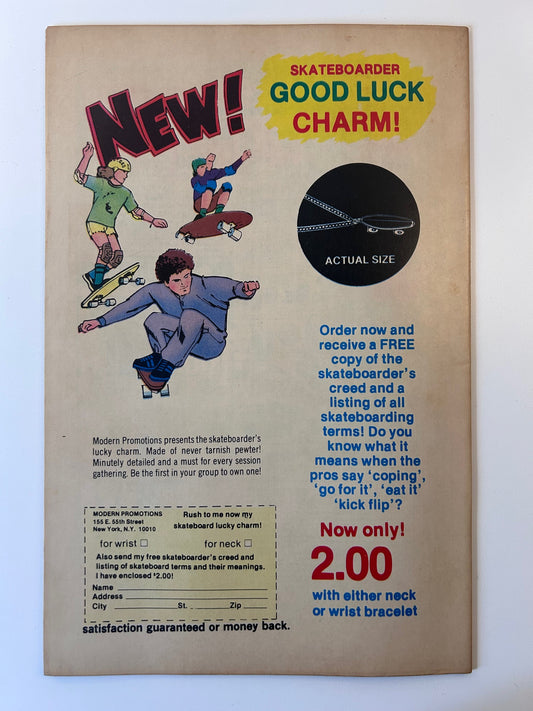 NEW!
SKATEBOARDER
GOOD LUCK
CHARM!
ACTUAL SIZE
Order now and
receive a FREE
copy of the
skateboarder's
creed and a
listing of all
skateboarding
terms! Do you
know what it
means when the
pros say 'coping',
'go for it', 'eat it'
'kick flip'?
Now only!
2.00
with either neck
or wrist bracelet
Modern Promotions presents the skateboarder's
lucky charm. Made of never tarnish pewter!
Minutely detailed and a must for every session
gathering. Be the first in your group to own one!
MODERN PROMOTIONS
155 E. 55th Street
New York, N.Y. 10010
Rush to me now my
skateboard lucky charm!
for wrist
for neck
Also send my free skateboarder's creed and
listing of skateboard terms and their meanings.
I have enclosed $2.00!
Name
Address
City St. Zip
satisfaction guaranteed or money back.